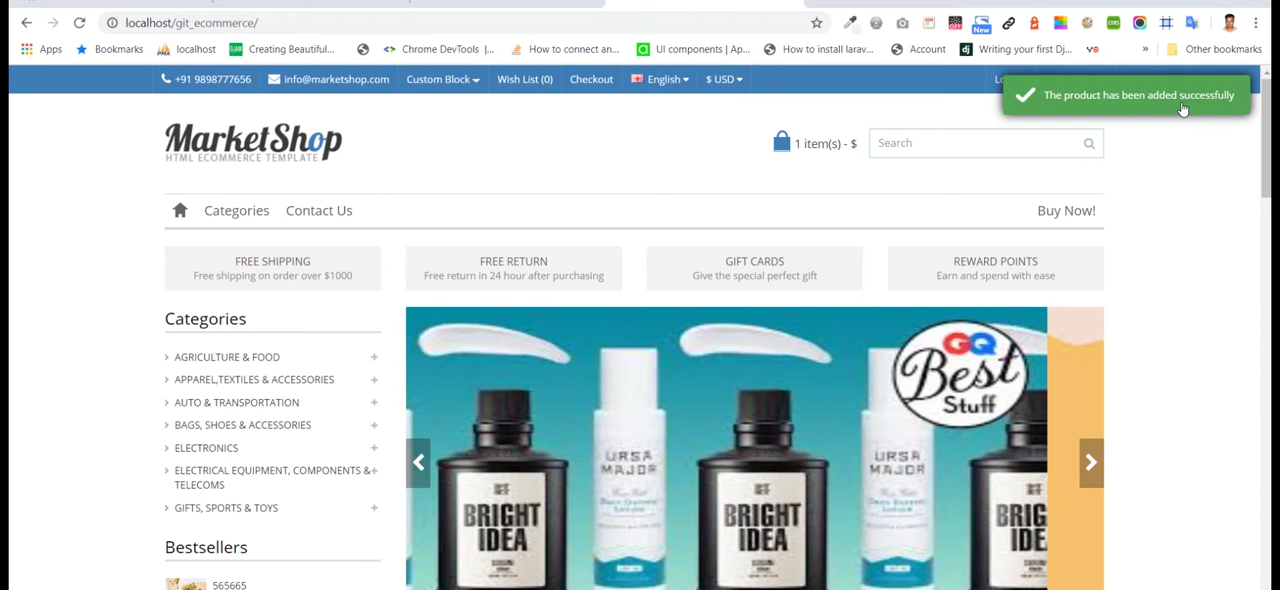 localhost/git_ecommerce/
New
CORS
Apps Bookmarks localhost Creating Beautiful... Chrome DevTools |... How to connect an... UI components | Ap... How to install larav... Account Writing your first Dj... » Other bookmarks
+91 9898777656 info@marketshop.com Custom Block Wish List (0) Checkout English $ USD
The product has been added successfully
MarketShop
HTML ECOMMERCE TEMPLATE
1 item(s) - $
Search
Categories Contact Us Buy Now!
FREE SHIPPING FREE RETURN GIFT CARDS REWARD POINTS
Free shipping on order over $1000 Free return in 24 hour after purchasing Give the special perfect gift Earn and spend with ease
Categories
AGRICULTURE & FOOD
APPAREL,TEXTILES & ACCESSORIES
AUTO & TRANSPORTATION
BAGS, SHOES & ACCESSORIES
ELECTRONICS
ELECTRICAL EQUIPMENT, COMPONENTS &
TELECOMS
GIFTS, SPORTS & TOYS
Bestsellers
565665
GQ
Best
Stuff
URSA
MAJOR
URSA
MAJOR
BRIGHT
IDEA
BRIGHT
IDEA